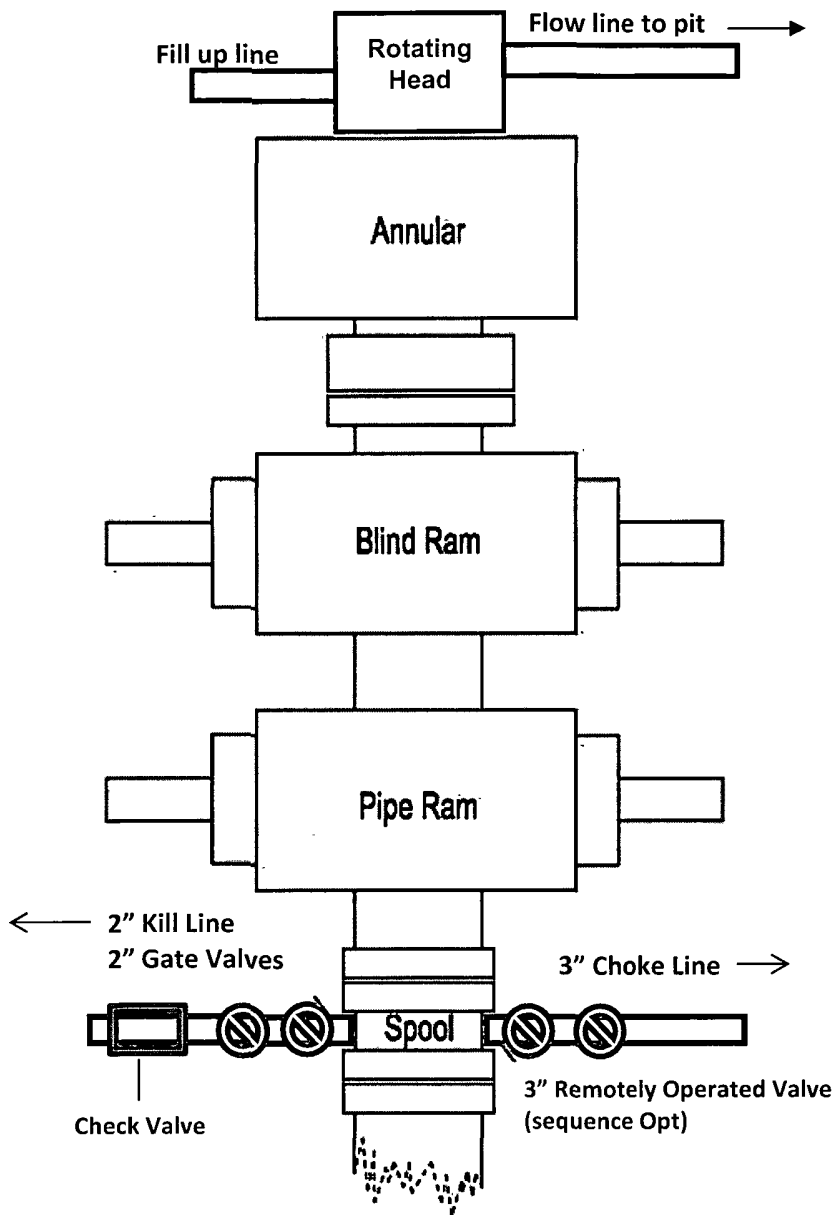 Flow line to pit
Fill up line
Rotating
Head
Annular
Blind Ram
Pipe Ram
2” Kill Line
2” Gate Valves
3” Choke Line
Spool
Check Valve
3” Remotely Operated Valve
(sequence Opt)